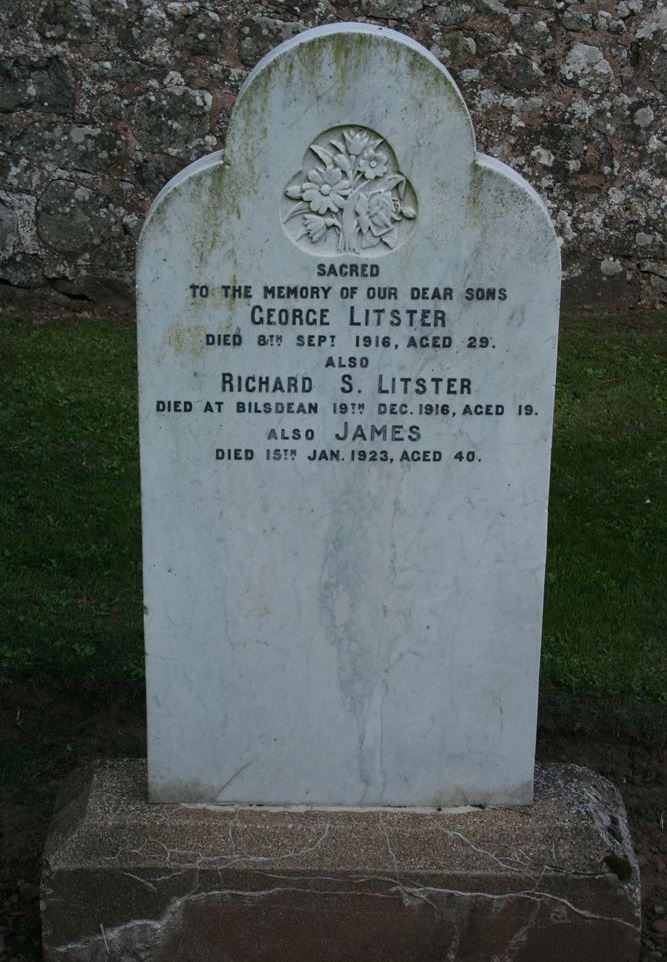 SACRED
TO THE MEMORY OF OUR DEAR SONS
GEORGE LITSTER
DIED 8TH SEPT 1916, AGED 29.
ALSO
RICHARD S. LITSTER
DIED AT BILSDEAN 19TH DEC. 1916, AGED 19.
ALSO JAMES
DIED 15TH JAN. 1923, AGED 40.